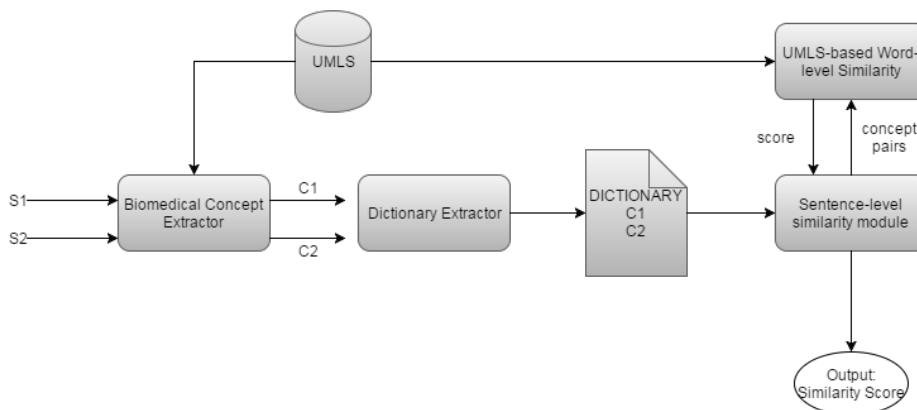 UMLS
UMLS-based Word-
level Similarity
score
concept
pairs
S1
S2
Biomedical Concept
Extractor
C1
C2
Dictionary Extractor
DICTIONARY
C1
C2
Sentence-level
similarity module
Output:
Similarity Score